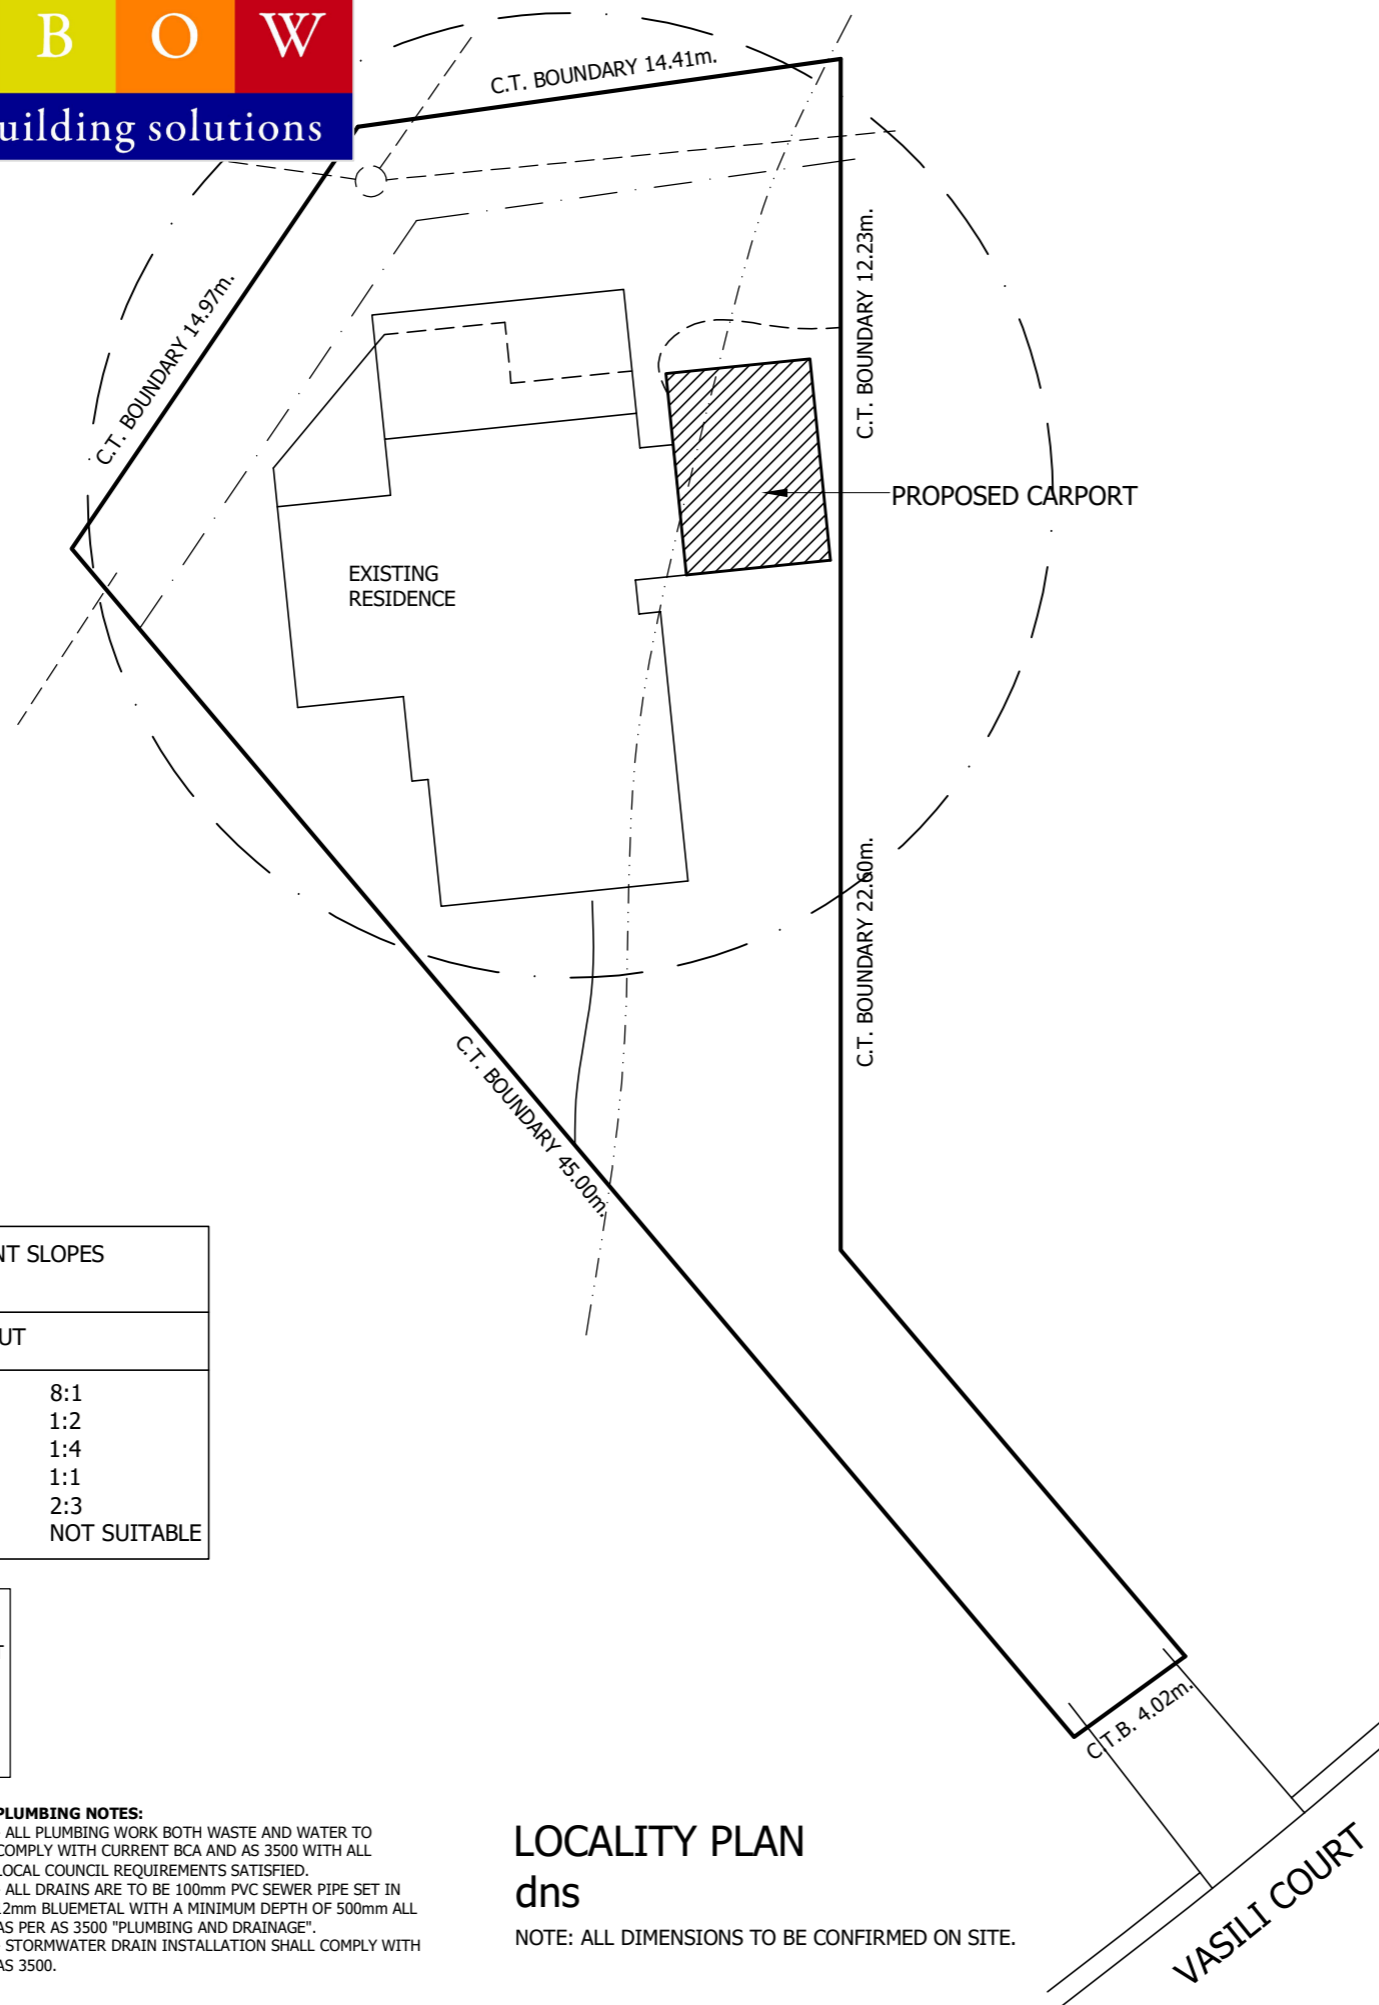 B O W
uilding solutions
C.T. BOUNDARY 14.41m.
C.T. BOUNDARY 14.97m.
C.T. BOUNDARY 12.23m.
PROPOSED CARPORT
EXISTING
RESIDENCE
C.T. BOUNDARY 22.60m.
C.T. BOUNDARY 45.00m.
NT SLOPES
UT
8:1
1:2
1:4
1:1
2:3
NOT SUITABLE
C.T.B. 4.02m.
PLUMBING NOTES:
ALL PLUMBING WORK BOTH WASTE AND WATER TO
COMPLY WITH CURRENT BCA AND AS 3500 WITH ALL
LOCAL COUNCIL REQUIREMENTS SATISFIED.
ALL DRAINS ARE TO BE 100mm PVC SEWER PIPE SET IN
12mm BLUEMETAL WITH A MINIMUM DEPTH OF 500mm ALL
AS PER AS 3500 "PLUMBING AND DRAINAGE".
STORMWATER DRAIN INSTALLATION SHALL COMPLY WITH
AS 3500.
LOCALITY PLAN
dns
NOTE: ALL DIMENSIONS TO BE CONFIRMED ON SITE.
VASILI COURT